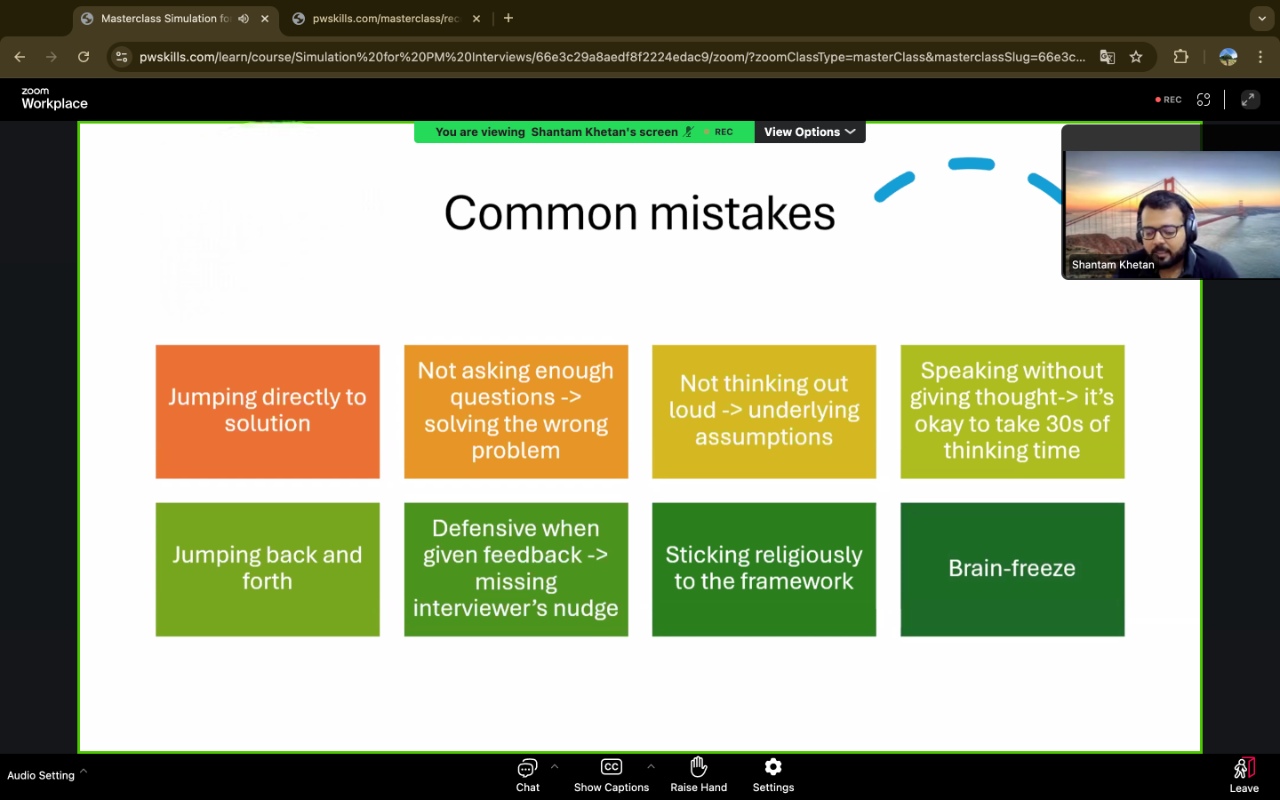 Masterclass Simulation fo
pwskills.com/masterclass/rec
pwskills.com/learn/course/Simulation%20for%20PM%20Interviews/66e3c29a8aedf8f2224edac9/zoom/?zoomClassType=masterClass&masterclassSlug=66e3c...
zoom
Workplace
REC
You are viewing Shantam Khetan's screen REC View Options
Common mistakes
Shantam Khetan
Jumping directly to
solution
Not asking enough
questions ->
solving the wrong
problem
Not thinking out
loud -> underlying
assumptions
Speaking without
giving thought-> it's
okay to take 30s of
thinking time
Jumping back and
forth
Defensive when
given feedback ->
missing
interviewer's nudge
Sticking religiously
to the framework
Brain-freeze
Audio Setting
Chat
CC
Show Captions
Raise Hand
Settings
Leave